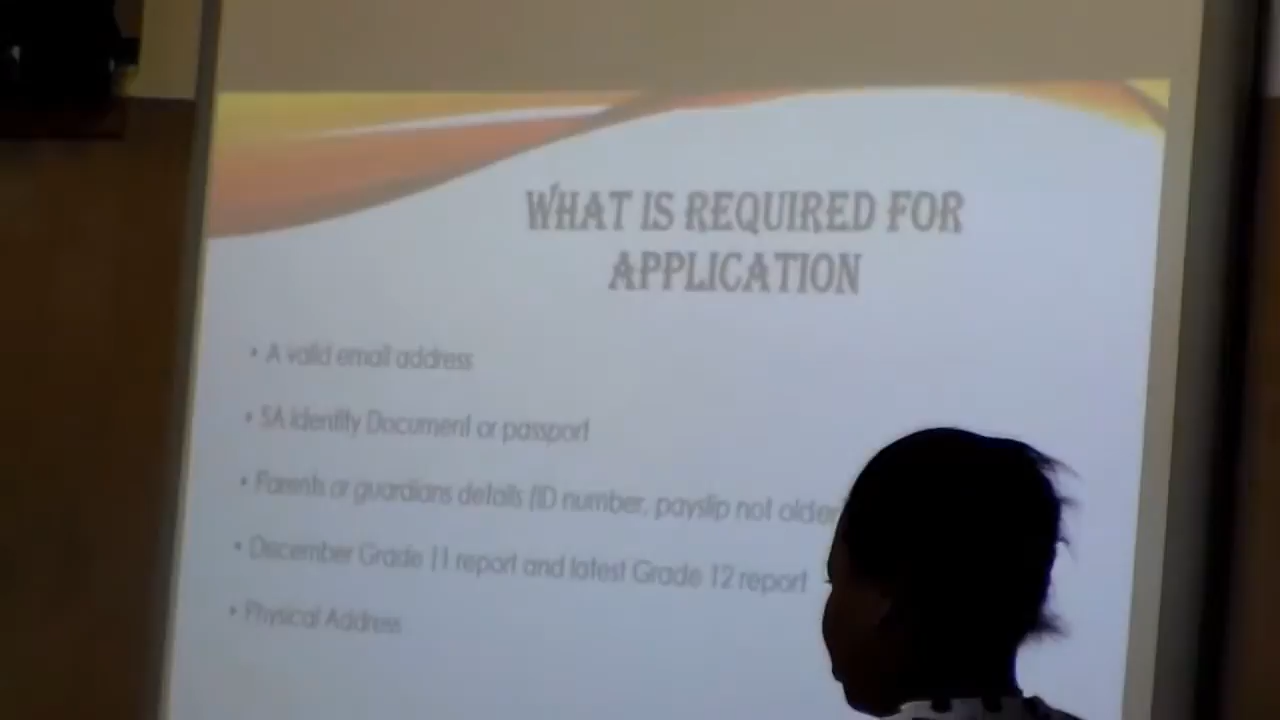 WHAT IS REQUIRED FOR
APPLICATION
• A valid email address
• SA Identity Document or passport
• Parents or guardians details (ID number, payslip not older
• December Grade 11 report and latest Grade 12 report
• Physical Address